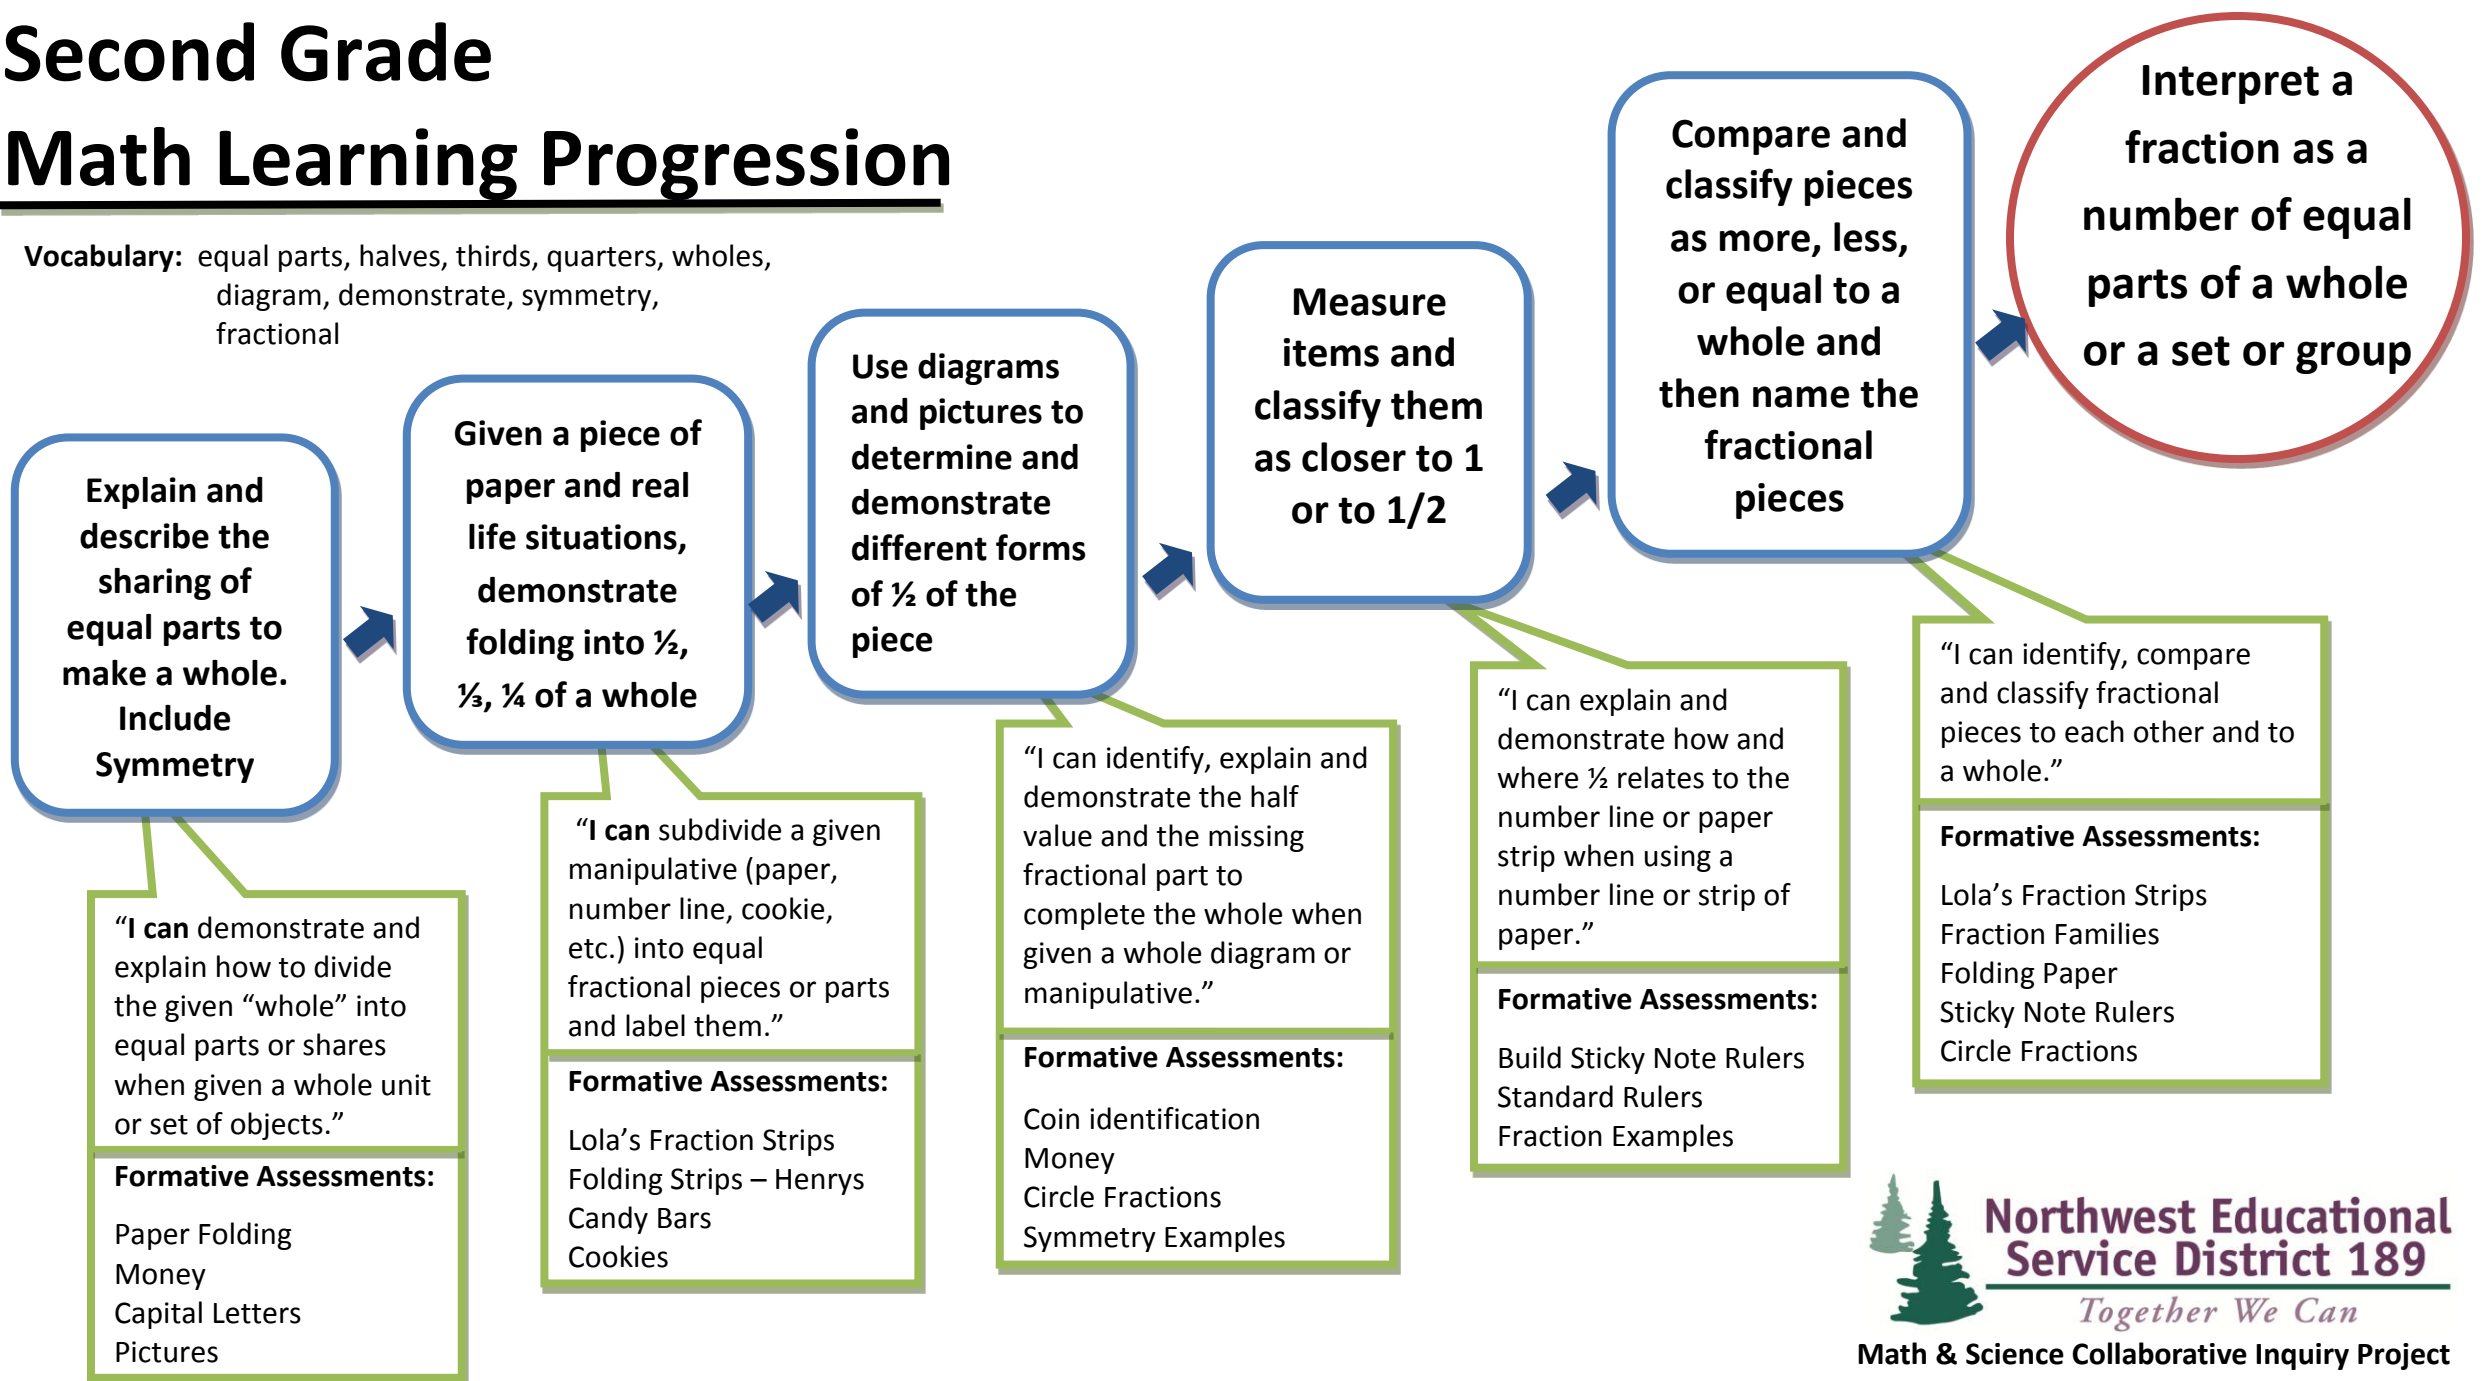 Second Grade
Math Learning Progression
Vocabulary: equal parts, halves, thirds, quarters, wholes,
diagram, demonstrate, symmetry,
fractional
Explain and
describe the
sharing of
equal parts to
make a whole.
Include
Symmetry
“I can demonstrate and
explain how to divide
the given “whole” into
equal parts or shares
when given a whole unit
or set of objects.”
Formative Assessments:
Paper Folding
Money
Capital Letters
Pictures
Given a piece of
paper and real
life situations,
demonstrate
folding into ½,
⅓, ¼ of a whole
“I can subdivide a given
manipulative (paper,
number line, cookie,
etc.) into equal
fractional pieces or parts
and label them.”
Formative Assessments:
Lola’s Fraction Strips
Folding Strips – Henrys
Candy Bars
Cookies
Use diagrams
and pictures to
determine and
demonstrate
different forms
of ½ of the
piece
“I can identify, explain and
demonstrate the half
value and the missing
fractional part to
complete the whole when
given a whole diagram or
manipulative.”
Formative Assessments:
Coin identification
Money
Circle Fractions
Symmetry Examples
Measure
items and
classify them
as closer to 1
or to 1/2
“I can explain and
demonstrate how and
where ½ relates to the
number line or paper
strip when using a
number line or strip of
paper.”
Formative Assessments:
Build Sticky Note Rulers
Standard Rulers
Fraction Examples
Compare and
classify pieces
as more, less,
or equal to a
whole and
then name the
fractional
pieces
“I can identify, compare
and classify fractional
pieces to each other and to
a whole.”
Formative Assessments:
Lola’s Fraction Strips
Fraction Families
Folding Paper
Sticky Note Rulers
Circle Fractions
Interpret a
fraction as a
number of equal
parts of a whole
or a set or group
Northwest Educational
Service District 189
Together We Can
Math & Science Collaborative Inquiry Project